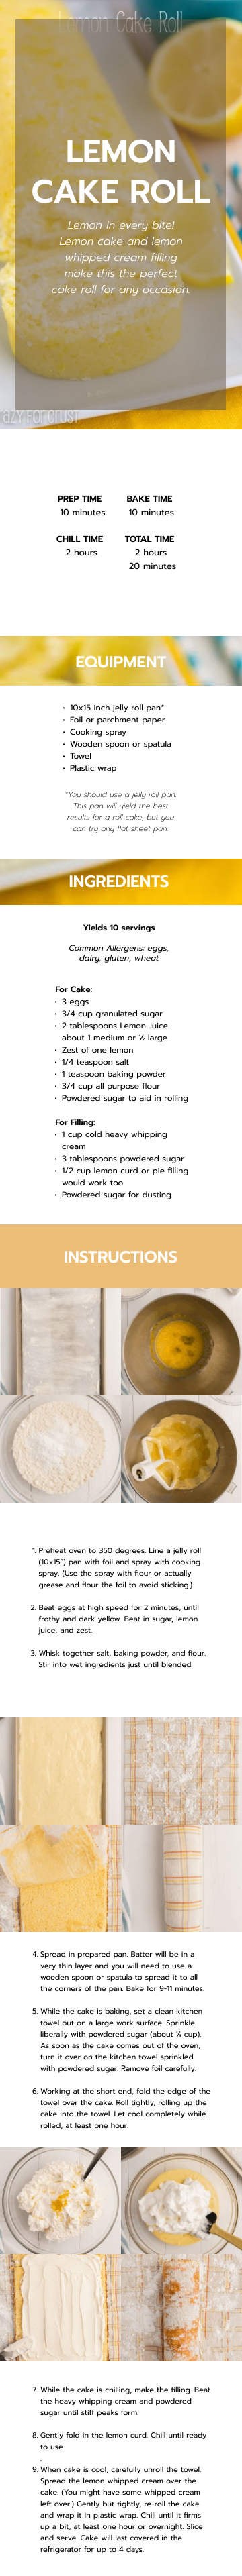 Lemon Cake Roll
LEMON
CAKE ROLL
Lemon in every bite!
Lemon cake and lemon
whipped cream filling
make this the perfect
cake roll for any occasion.
PREP TIME
BAKE TIME
10 minutes
10 minutes
CHILL TIME
TOTAL TIME
2 hours
2 hours
20 minutes
EQUIPMENT
• 10x15 inch jelly roll pan*
• Foil or parchment paper
• Cooking spray
• Wooden spoon or spatula
• Towel
• Plastic wrap
*You should use a jelly roll pan.
This pan will yield the best
results for a roll cake, but you
can try any flat sheet pan.
INGREDIENTS
Yields 10 servings
Common Allergens: eggs,
dairy, gluten, wheat
For Cake:
• 3 eggs
• 3/4 cup granulated sugar
• 2 tablespoons Lemon Juice
about 1 medium or ½ large
• Zest of one lemon
• 1/4 teaspoon salt
• 1 teaspoon baking powder
• 3/4 cup all purpose flour
• Powdered sugar to aid in rolling
For Filling:
• 1 cup cold heavy whipping
cream
• 3 tablespoons powdered sugar
• 1/2 cup lemon curd or pie filling
would work too
• Powdered sugar for dusting
INSTRUCTIONS
1. Preheat oven to 350 degrees. Line a jelly roll
(10x15") pan with foil and spray with cooking
spray. (Use the spray with flour or actually
grease and flour the foil to avoid sticking.)
2. Beat eggs at high speed for 2 minutes, until
frothy and dark yellow. Beat in sugar, lemon
juice, and zest.
3. Whisk together salt, baking powder, and flour.
Stir into wet ingredients just until blended.
4. Spread in prepared pan. Batter will be in a
very thin layer and you will need to use a
wooden spoon or spatula to spread it to all
the corners of the pan. Bake for 9-11 minutes.
5. While the cake is baking, set a clean kitchen
towel out on a large work surface. Sprinkle
liberally with powdered sugar (about ¼ cup).
As soon as the cake comes out of the oven,
turn it over on the kitchen towel sprinkled
with powdered sugar. Remove foil carefully.
6. Working at the short end, fold the edge of the
towel over the cake. Roll tightly, rolling up the
cake into the towel. Let cool completely while
rolled, at least one hour.
7. While the cake is chilling, make the filling. Beat
the heavy whipping cream and powdered
sugar until stiff peaks form.
8. Gently fold in the lemon curd. Chill until ready
to use
.
9. When cake is cool, carefully unroll the towel.
Spread the lemon whipped cream over the
cake. (You might have some whipped cream
left over.) Gently but tightly, re-roll the cake
and wrap it in plastic wrap. Chill until it firms
up a bit, at least one hour or overnight. Slice
and serve. Cake will last covered in the
refrigerator for up to 4 days.